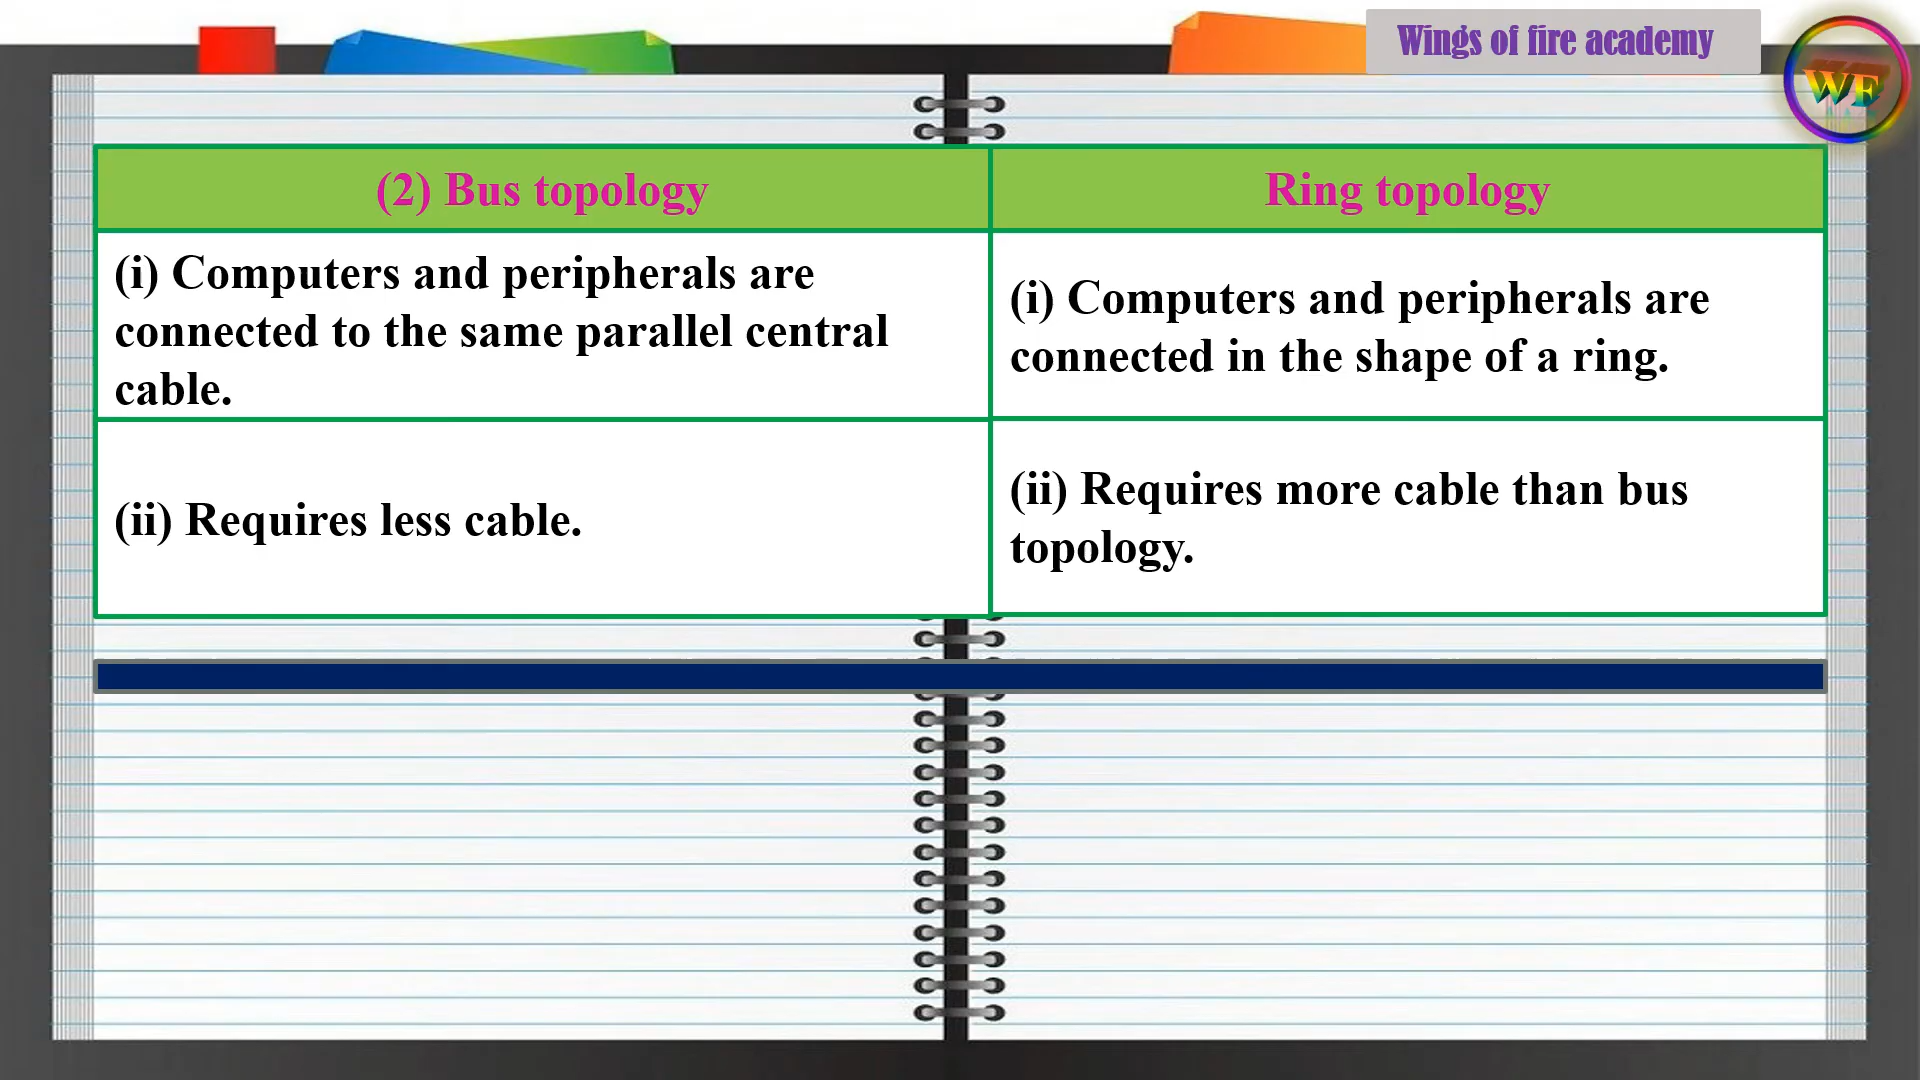 Wings of fire academy
WF
(2) Bus topology
Ring topology
(i) Computers and peripherals are
connected to the same parallel central
cable.
(i) Computers and peripherals are
connected in the shape of a ring.
(ii) Requires less cable.
(ii) Requires more cable than bus
topology.